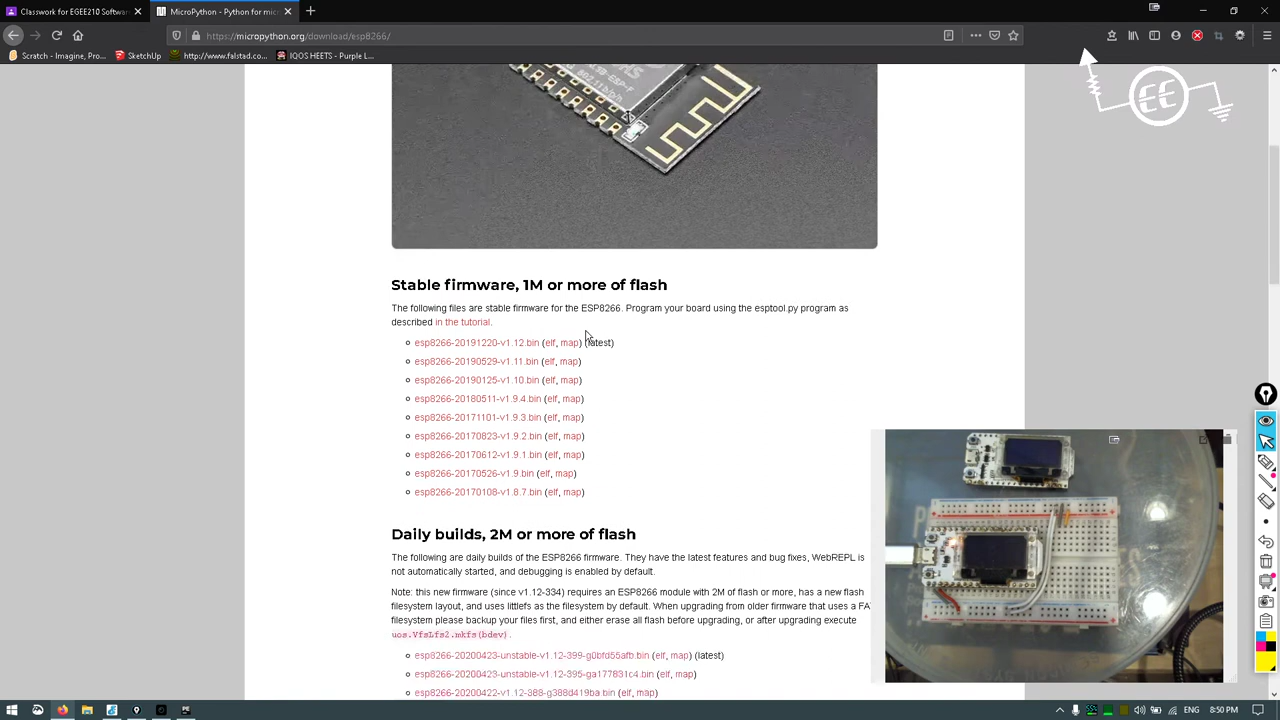 Classwork for EGEE210 Softwa...
MicroPython - Python for micro
https://micropython.org/download/esp8266/
Scratch - Imagine, Pro... SketchUp http://www.falstad.co... IQOS HEETS - Purple L...
EE
Stable firmware, 1M or more of flash
The following files are stable firmware for the ESP8266. Program your board using the esptool.py program as
described in the tutorial.
esp8266-20191220-v1.12.bin (elf, map) (latest)
esp8266-20190529-v1.11.bin (elf, map)
esp8266-20190125-v1.10.bin (elf, map)
esp8266-20180511-v1.9.4.bin (elf, map)
esp8266-20171101-v1.9.3.bin (elf, map)
esp8266-20170823-v1.9.2.bin (elf, map)
esp8266-20170612-v1.9.1.bin (elf, map)
esp8266-20170526-v1.9.bin (elf, map)
esp8266-20170108-v1.8.7.bin (elf, map)
Daily builds, 2M or more of flash
The following are daily builds of the ESP8266 firmware. They have the latest features and bug fixes, WebREPL is
not automatically started, and debugging is enabled by default.
Note: this new firmware (since v1.12-334) requires an ESP8266 module with 2M of flash or more, has a new flash
filesystem layout, and uses littlefs as the filesystem by default. When upgrading from older firmware that uses a FA
filesystem please backup your files first, and either erase all flash before upgrading, or after upgrading execute
uos.VfsLfs2.mkfs(bdev).
esp8266-20200423-unstable-v1.12-399-g0bfd55afb.bin (elf, map) (latest)
esp8266-20200423-unstable-v1.12-395-ga177831c4.bin (elf, map)
esp8266-20200422-v1.12-388-g388d419ba.bin (elf, map)
ENG 8:50 PM